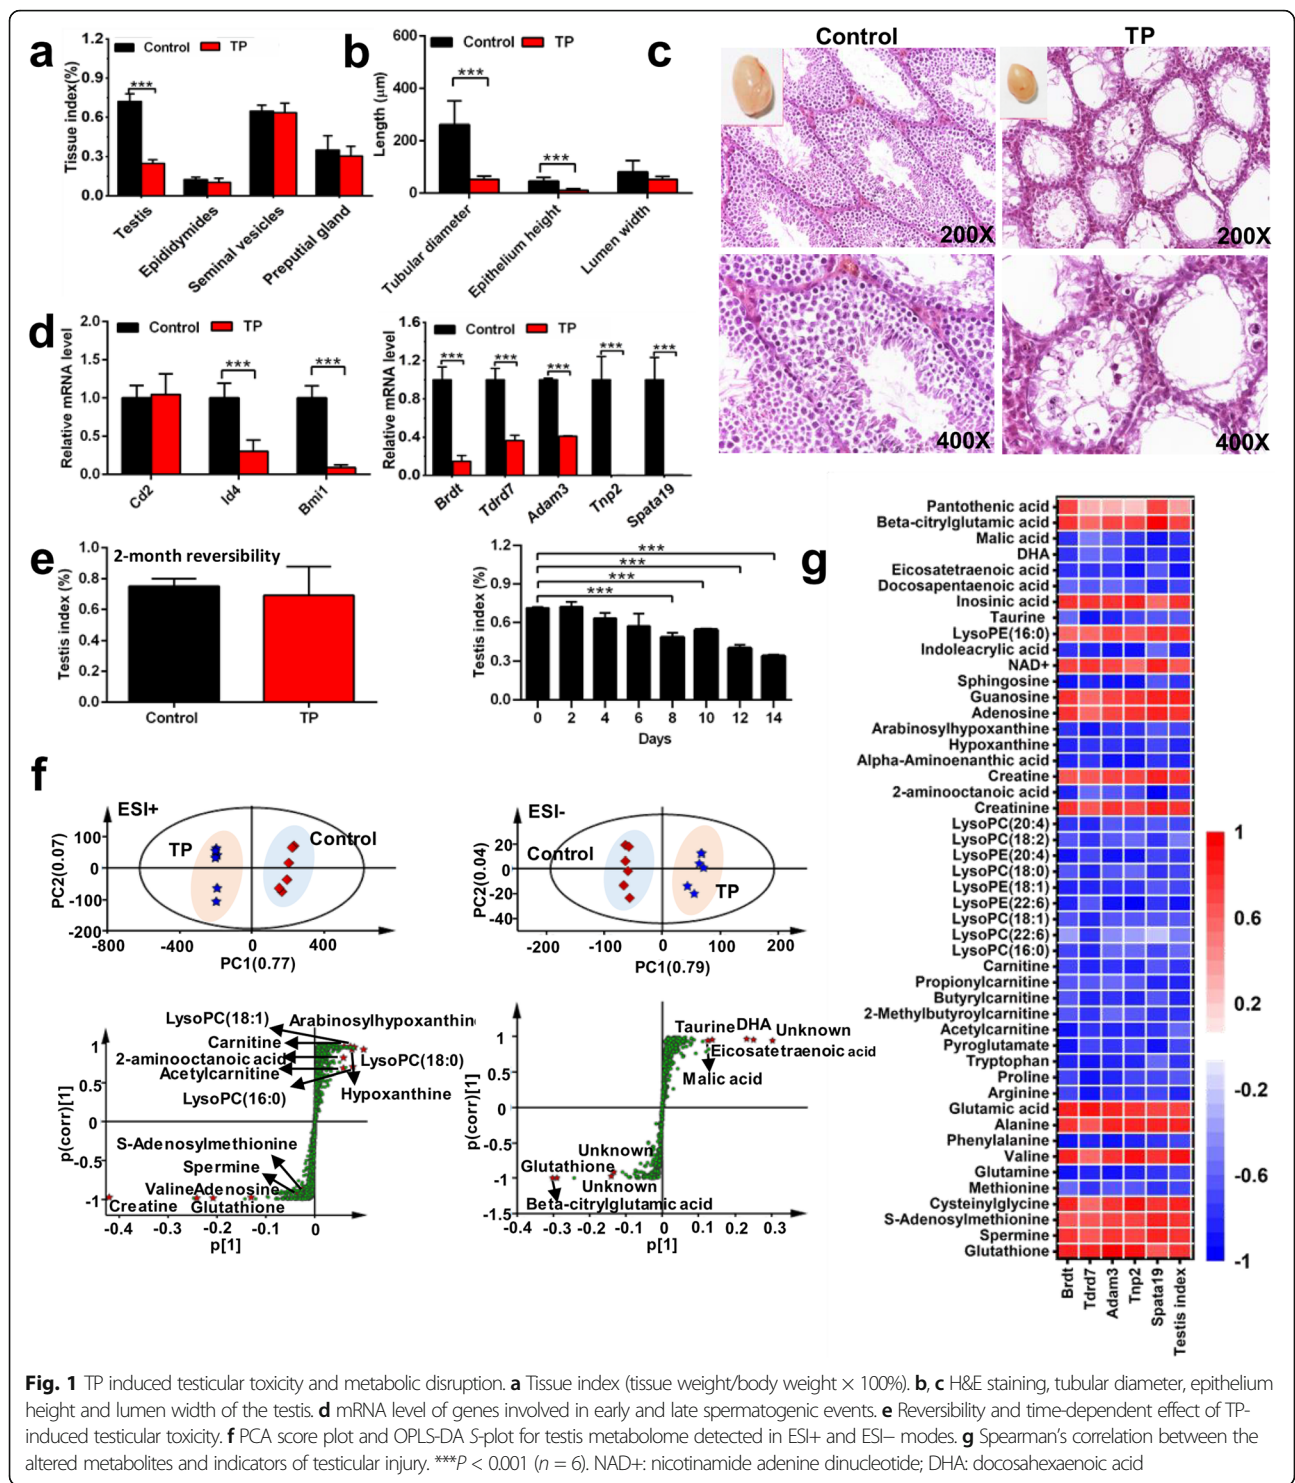 a
1.2
0.9
0.6
0.3
0.0
Tissue index(%)
Control TP
***
Testis
Epididymides
Seminal vesicles
Preputial gland
b
600
400
200
0
Length (μm)
Control TP
***
***
Tubular diameter
Epithelium height
Lumen width
c
Control TP
200X 200X
400X 400X
d
2.0
1.5
1.0
0.5
0.0
Relative mRNA level
Control TP
***
***
Cd2
Id4
Bmi1
1.6
1.2
0.8
0.4
0.0
Relative mRNA level
Control TP
***
***
***
***
***
Brdt
Tdrd7
Adam3
Tnp2
Spata19
e
1.0
0.8
0.6
0.4
0.2
0.0
Testis index (%)
2-month reversibility
Control TP
1.2
0.9
0.6
0.3
0.0
Testis index (%)
***
***
***
***
0 2 4 6 8 10 12 14
Days
f
ESI+
TP
Control
100
0
-100
-200
PC2(0.07)
-800 -400 0 400
PC1(0.77)
ESI-
Control
TP
20
0
-20
-40
PC2(0.04)
-200 -100 0 100 200
PC1(0.79)
LysoPC(18:1)
Arabinosylhypoxanthin
Carnitine
2-aminooctanoic acid
LysoPC(18:0)
Acetylcarnitine
LysoPC(16:0)
Hypoxanthine
S-Adenosylmethionine
Spermine
Valine Adenosine
Creatine Glutathione
1
0.5
0
-0.5
-1
p(corr)[1]
-0.4 -0.3 -0.2 -0.1 0
p[1]
Taurine DHA Unknown
Eicosatetraenoic acid
Malic acid
Unknown
Glutathione
Unknown
Beta-citrylglutamic acid
1
0.5
0
-0.5
-1
-1.5
p(corr)[1]
-0.4 -0.3 -0.2 -0.1 0 0.1 0.2 0.3
p[1]
g
Pantothenic acid
Beta-citrylglutamic acid
Malic acid
DHA
Eicosatetraenoic acid
Docosapentaenoic acid
Inosinic acid
Taurine
LysoPE(16:0)
Indoleacrylic acid
NAD+
Sphingosine
Guanosine
Adenosine
Arabinosylhypoxanthine
Hypoxanthine
Alpha-Aminoenanthic acid
Creatine
2-aminooctanoic acid
Creatinine
LysoPC(20:4)
LysoPC(18:2)
LysoPE(20:4)
LysoPC(18:0)
LysoPE(18:1)
LysoPE(22:6)
LysoPC(18:1)
LysoPC(22:6)
LysoPC(16:0)
Carnitine
Propionylcarnitine
Butyrylcarnitine
2-Methylbutyroylcarnitine
Acetylcarnitine
Pyroglutamate
Tryptophan
Proline
Arginine
Glutamic acid
Alanine
Phenylalanine
Valine
Glutamine
Methionine
Cysteinylglycine
S-Adenosylmethionine
Spermine
Glutathione
Brdt
Tdrd7
Adam3
Tnp2
Spata19
Testis index
1
0.6
0.2
-0.2
-0.6
-1
Fig. 1 TP induced testicular toxicity and metabolic disruption. a Tissue index (tissue weight/body weight × 100%). b, c H&E staining, tubular diameter, epithelium
height and lumen width of the testis. d mRNA level of genes involved in early and late spermatogenic events. e Reversibility and time-dependent effect of TP-
induced testicular toxicity. f PCA score plot and OPLS-DA S-plot for testis metabolome detected in ESI+ and ESI− modes. g Spearman's correlation between the
altered metabolites and indicators of testicular injury. ***P < 0.001 (n = 6). NAD+: nicotinamide adenine dinucleotide; DHA: docosahexaenoic acid